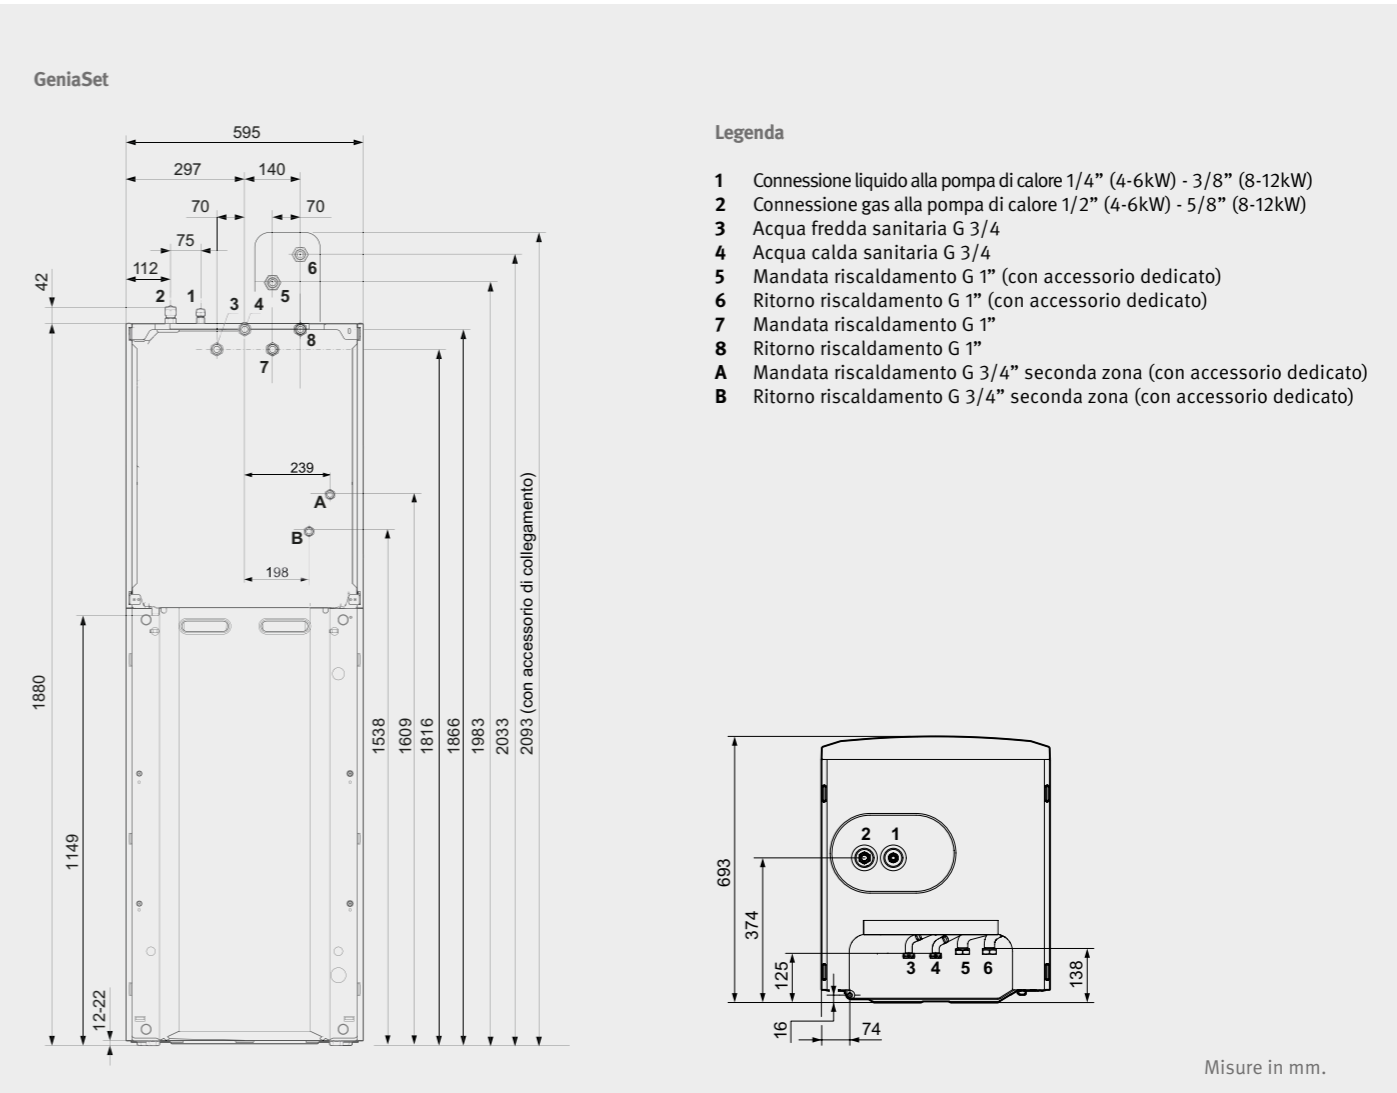 GeniaSet
595
297 140
70 70
75
112
42
2 1 3 4 5 6
8
7
239
A
B
198
1880
1149
12-22
1538
1609
1816
1866
1983
2033
2093 (con accessorio di collegamento)
Legenda
1 Connessione liquido alla pompa di calore 1/4” (4-6kW) - 3/8” (8-12kW)
2 Connessione gas alla pompa di calore 1/2” (4-6kW) - 5/8” (8-12kW)
3 Acqua fredda sanitaria G 3/4
4 Acqua calda sanitaria G 3/4
5 Mandata riscaldamento G 1” (con accessorio dedicato)
6 Ritorno riscaldamento G 1” (con accessorio dedicato)
7 Mandata riscaldamento G 1”
8 Ritorno riscaldamento G 1”
A Mandata riscaldamento G 3/4” seconda zona (con accessorio dedicato)
B Ritorno riscaldamento G 3/4” seconda zona (con accessorio dedicato)
2 1
693
374
125
3 4 5 6
138
16
74
Misure in mm.